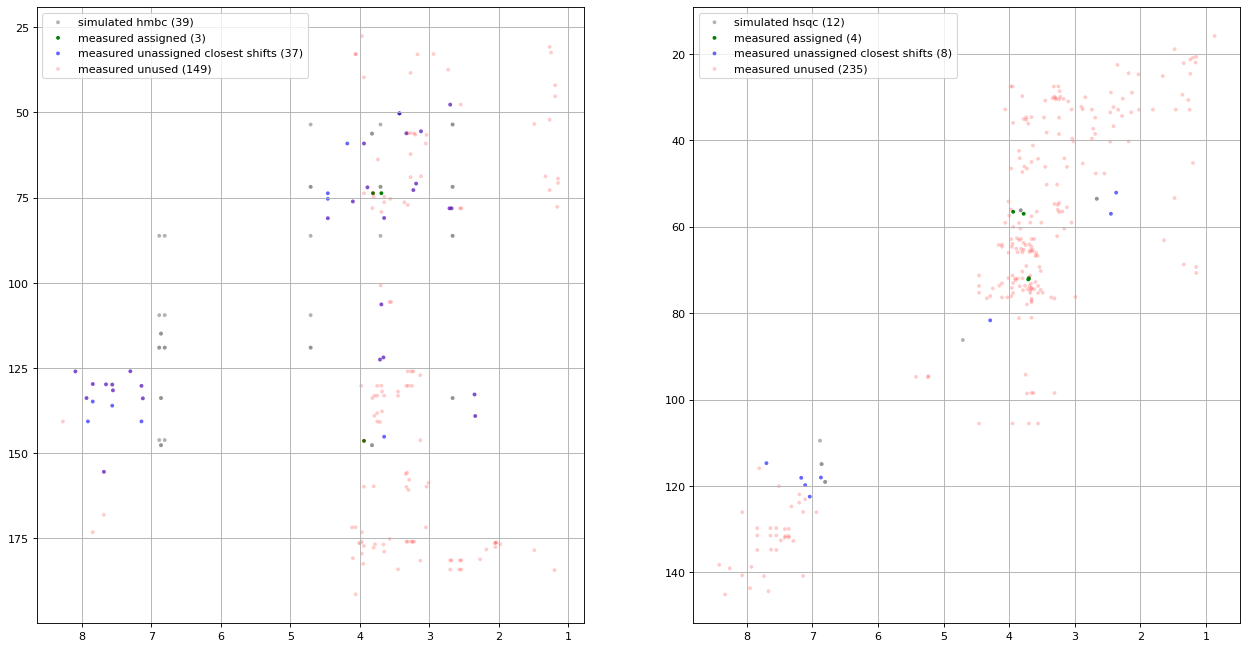 simulated hmbc (39)
measured assigned (3)
measured unassigned closest shifts (37)
measured unused (149)
25
50
75
100
125
150
175
8 7 6 5 4 3 2 1
simulated hsqc (12)
measured assigned (4)
measured unassigned closest shifts (8)
measured unused (235)
20
40
60
80
100
120
140
8 7 6 5 4 3 2 1